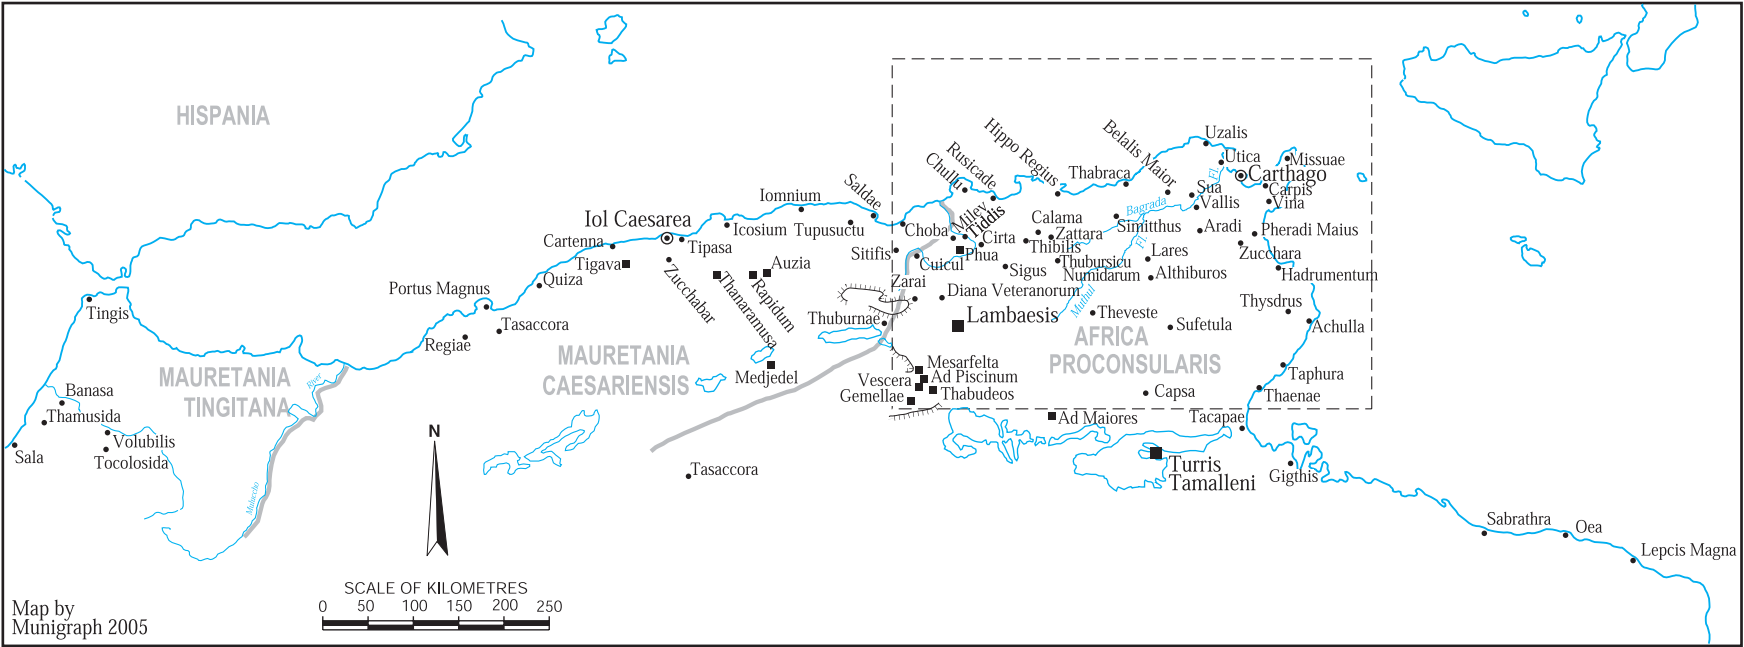 HISPANIA
Uzalis
Utica
Missuae
Carthago
Carpis
Vina
Belalis Maior
Thabraca
Hippo Regius
Rusicade
Chullu
Sua
Vallis
Fl.
Bagrada
Simitthus
Aradi
Pheradi Maius
Zucchara
Hadrumentum
Saldae
Iomnium
Tupusuctu
Icosium
Iol Caesarea
Tipasa
Cartenna
Tigava
Quiza
Zucchabar
Thanaramusa
Rapidum
Auzia
Choba
Sitifis
Milev
Tiddis
Cirta
Phua
Cuicul
Calama
Zattara
Thibilis
Sigus
Thubursicu
Numidarum
Fl.
Muthul
Lares
Althiburos
Zarai
Diana Veteranorum
Thuburnae
Lambaesis
Theveste
Sufetula
Thysdrus
Achulla
AFRICA
PROCONSULARIS
Portus Magnus
Tasaccora
Regiae
Tingis
MAURETANIA
CAESARIENSIS
Medjedel
Mesarfelta
Ad Piscinum
Vescera
Gemellae
Thabudeos
Capsa
Taphura
Thaenae
MAURETANIA
TINGITANA
River
Muluccho
Banasa
Thamusida
Volubilis
Tocolosida
Sala
Ad Maiores
Tacapae
Tasaccora
Turris
Tamalleni
Gigthis
Sabrathra
Oea
Lepcis Magna
N
SCALE OF KILOMETRES
0 50 100 150 200 250
Map by
Munigraph 2005